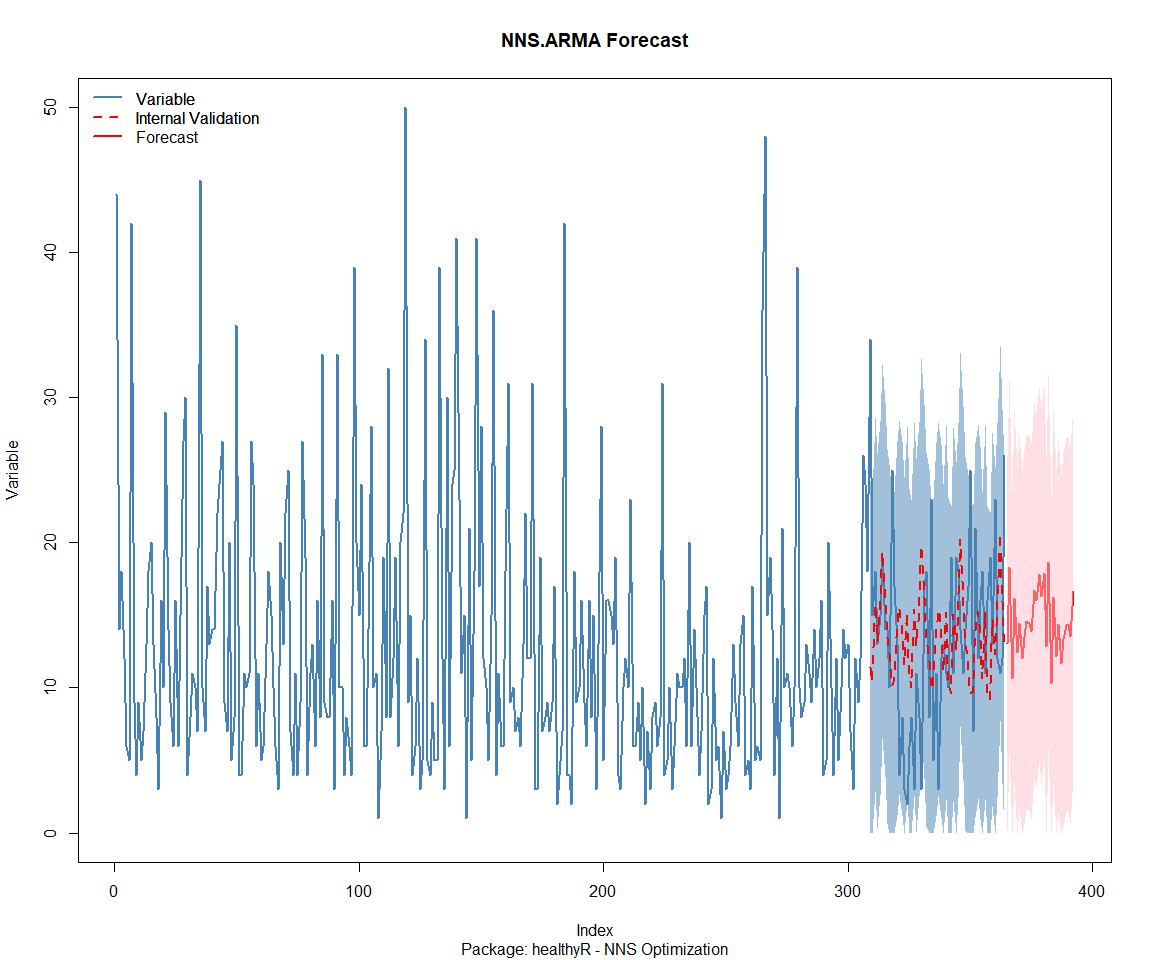 NNS.ARMA Forecast
Variable
Internal Validation
Forecast
50
40
30
20
10
0
Variable
0
100
200
300
400
Index
Package: healthyR - NNS Optimization